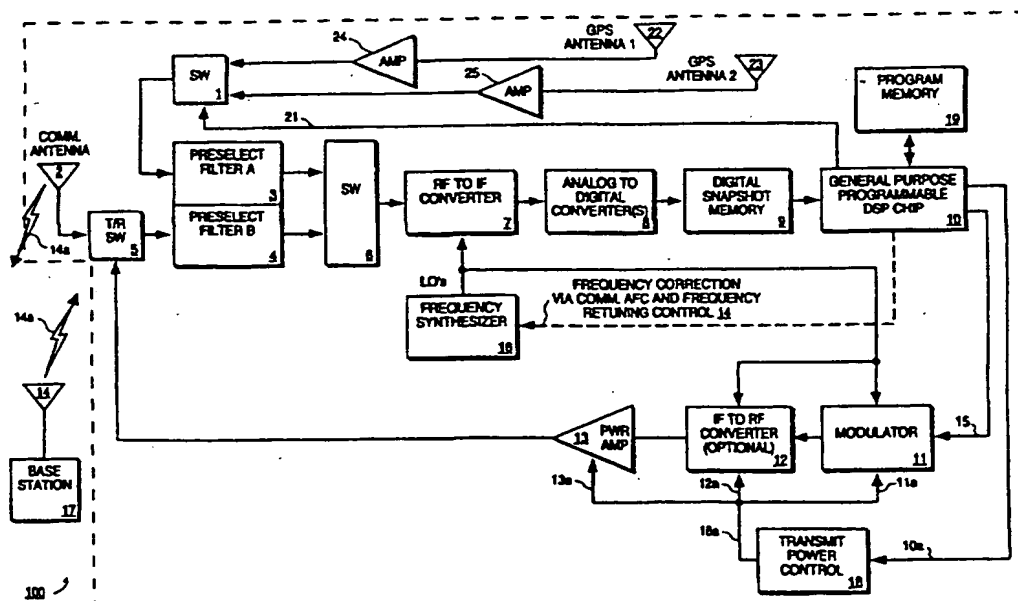 24
AMP
GPS
ANTENNA 1
22
SW
1
25
AMP
GPS
ANTENNA 2
23
PROGRAM
MEMORY
19
21
COMM.
ANTENNA
2
14a
T/R
SW
5
PRESELECT
FILTER A
3
PRESELECT
FILTER B
4
SW
6
RF TO IF
CONVERTER
7
ANALOG TO
DIGITAL
CONVERTER(S)
8
DIGITAL
SNAPSHOT
MEMORY
9
GENERAL PURPOSE
PROGRAMMABLE
DSP CHIP
10
LO's
FREQUENCY
SYNTHESIZER
16
FREQUENCY CORRECTION
VIA COMM. AFC AND FREQUENCY
RETUNING CONTROL 14
14a
14
BASE
STATION
17
13
PWR
AMP
13a
IF TO RF
CONVERTER
(OPTIONAL)
12
12a
MODULATOR
11
11a
15
18a
TRANSMIT
POWER
CONTROL
18
10a
100